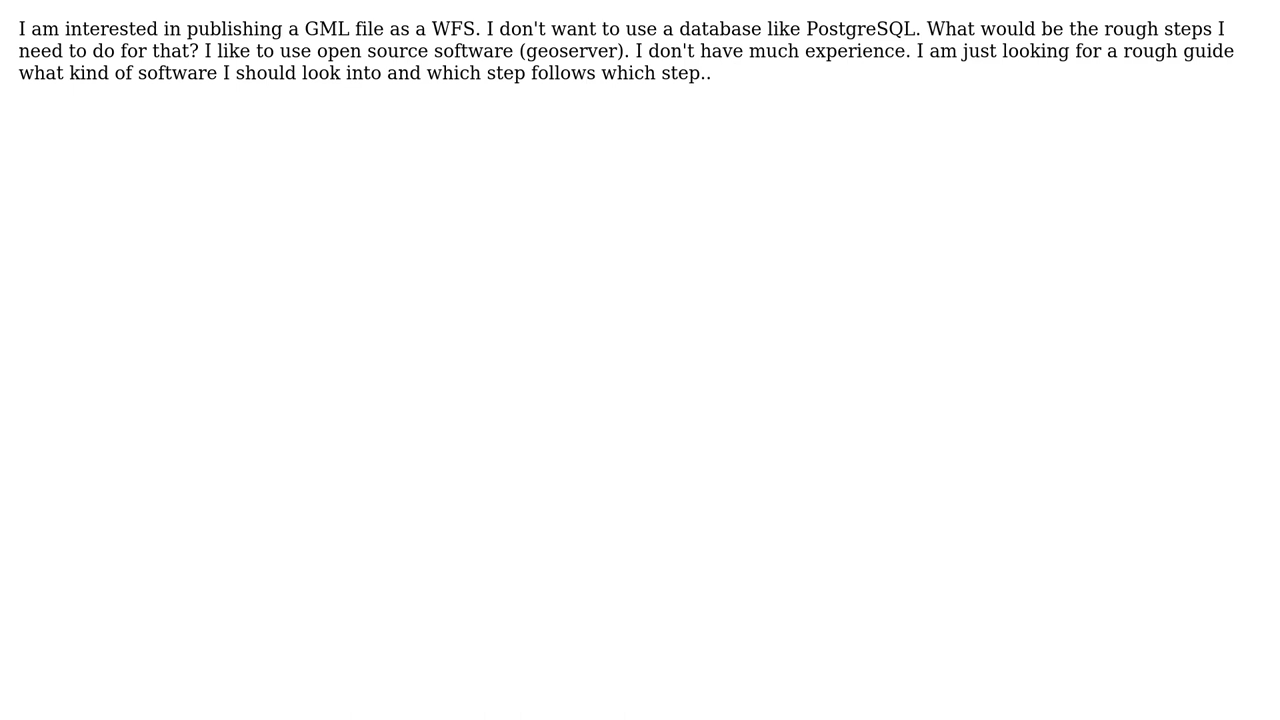 I am interested in publishing a GML file as a WFS. I don't want to use a database like PostgreSQL. What would be the rough steps I
need to do for that? I like to use open source software (geoserver). I don't have much experience. I am just looking for a rough guide
what kind of software I should look into and which step follows which step..